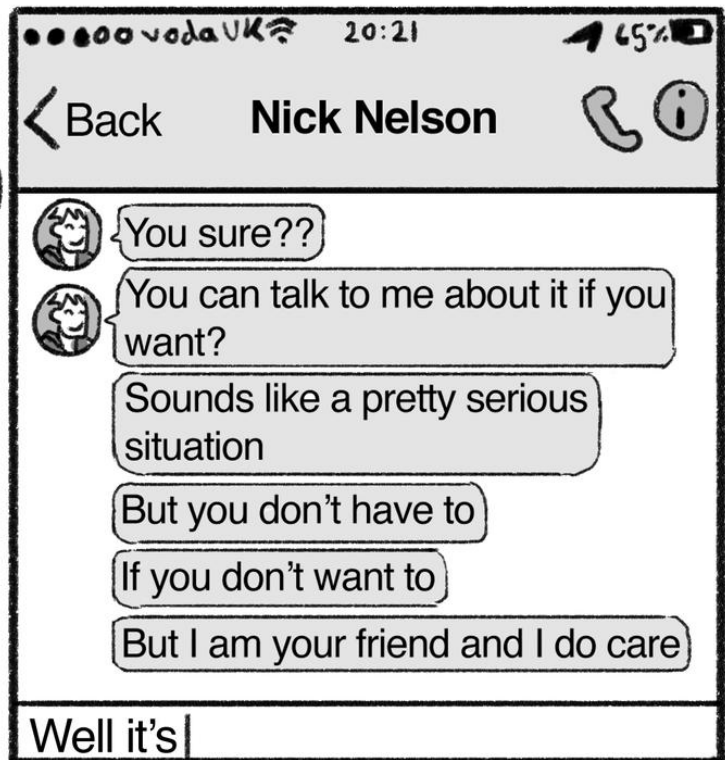 vodaUK 20:21 65%
Back Nick Nelson
You sure??
You can talk to me about it if you
want?
Sounds like a pretty serious
situation
But you don't have to
If you don't want to
But I am your friend and I do care
Well it's